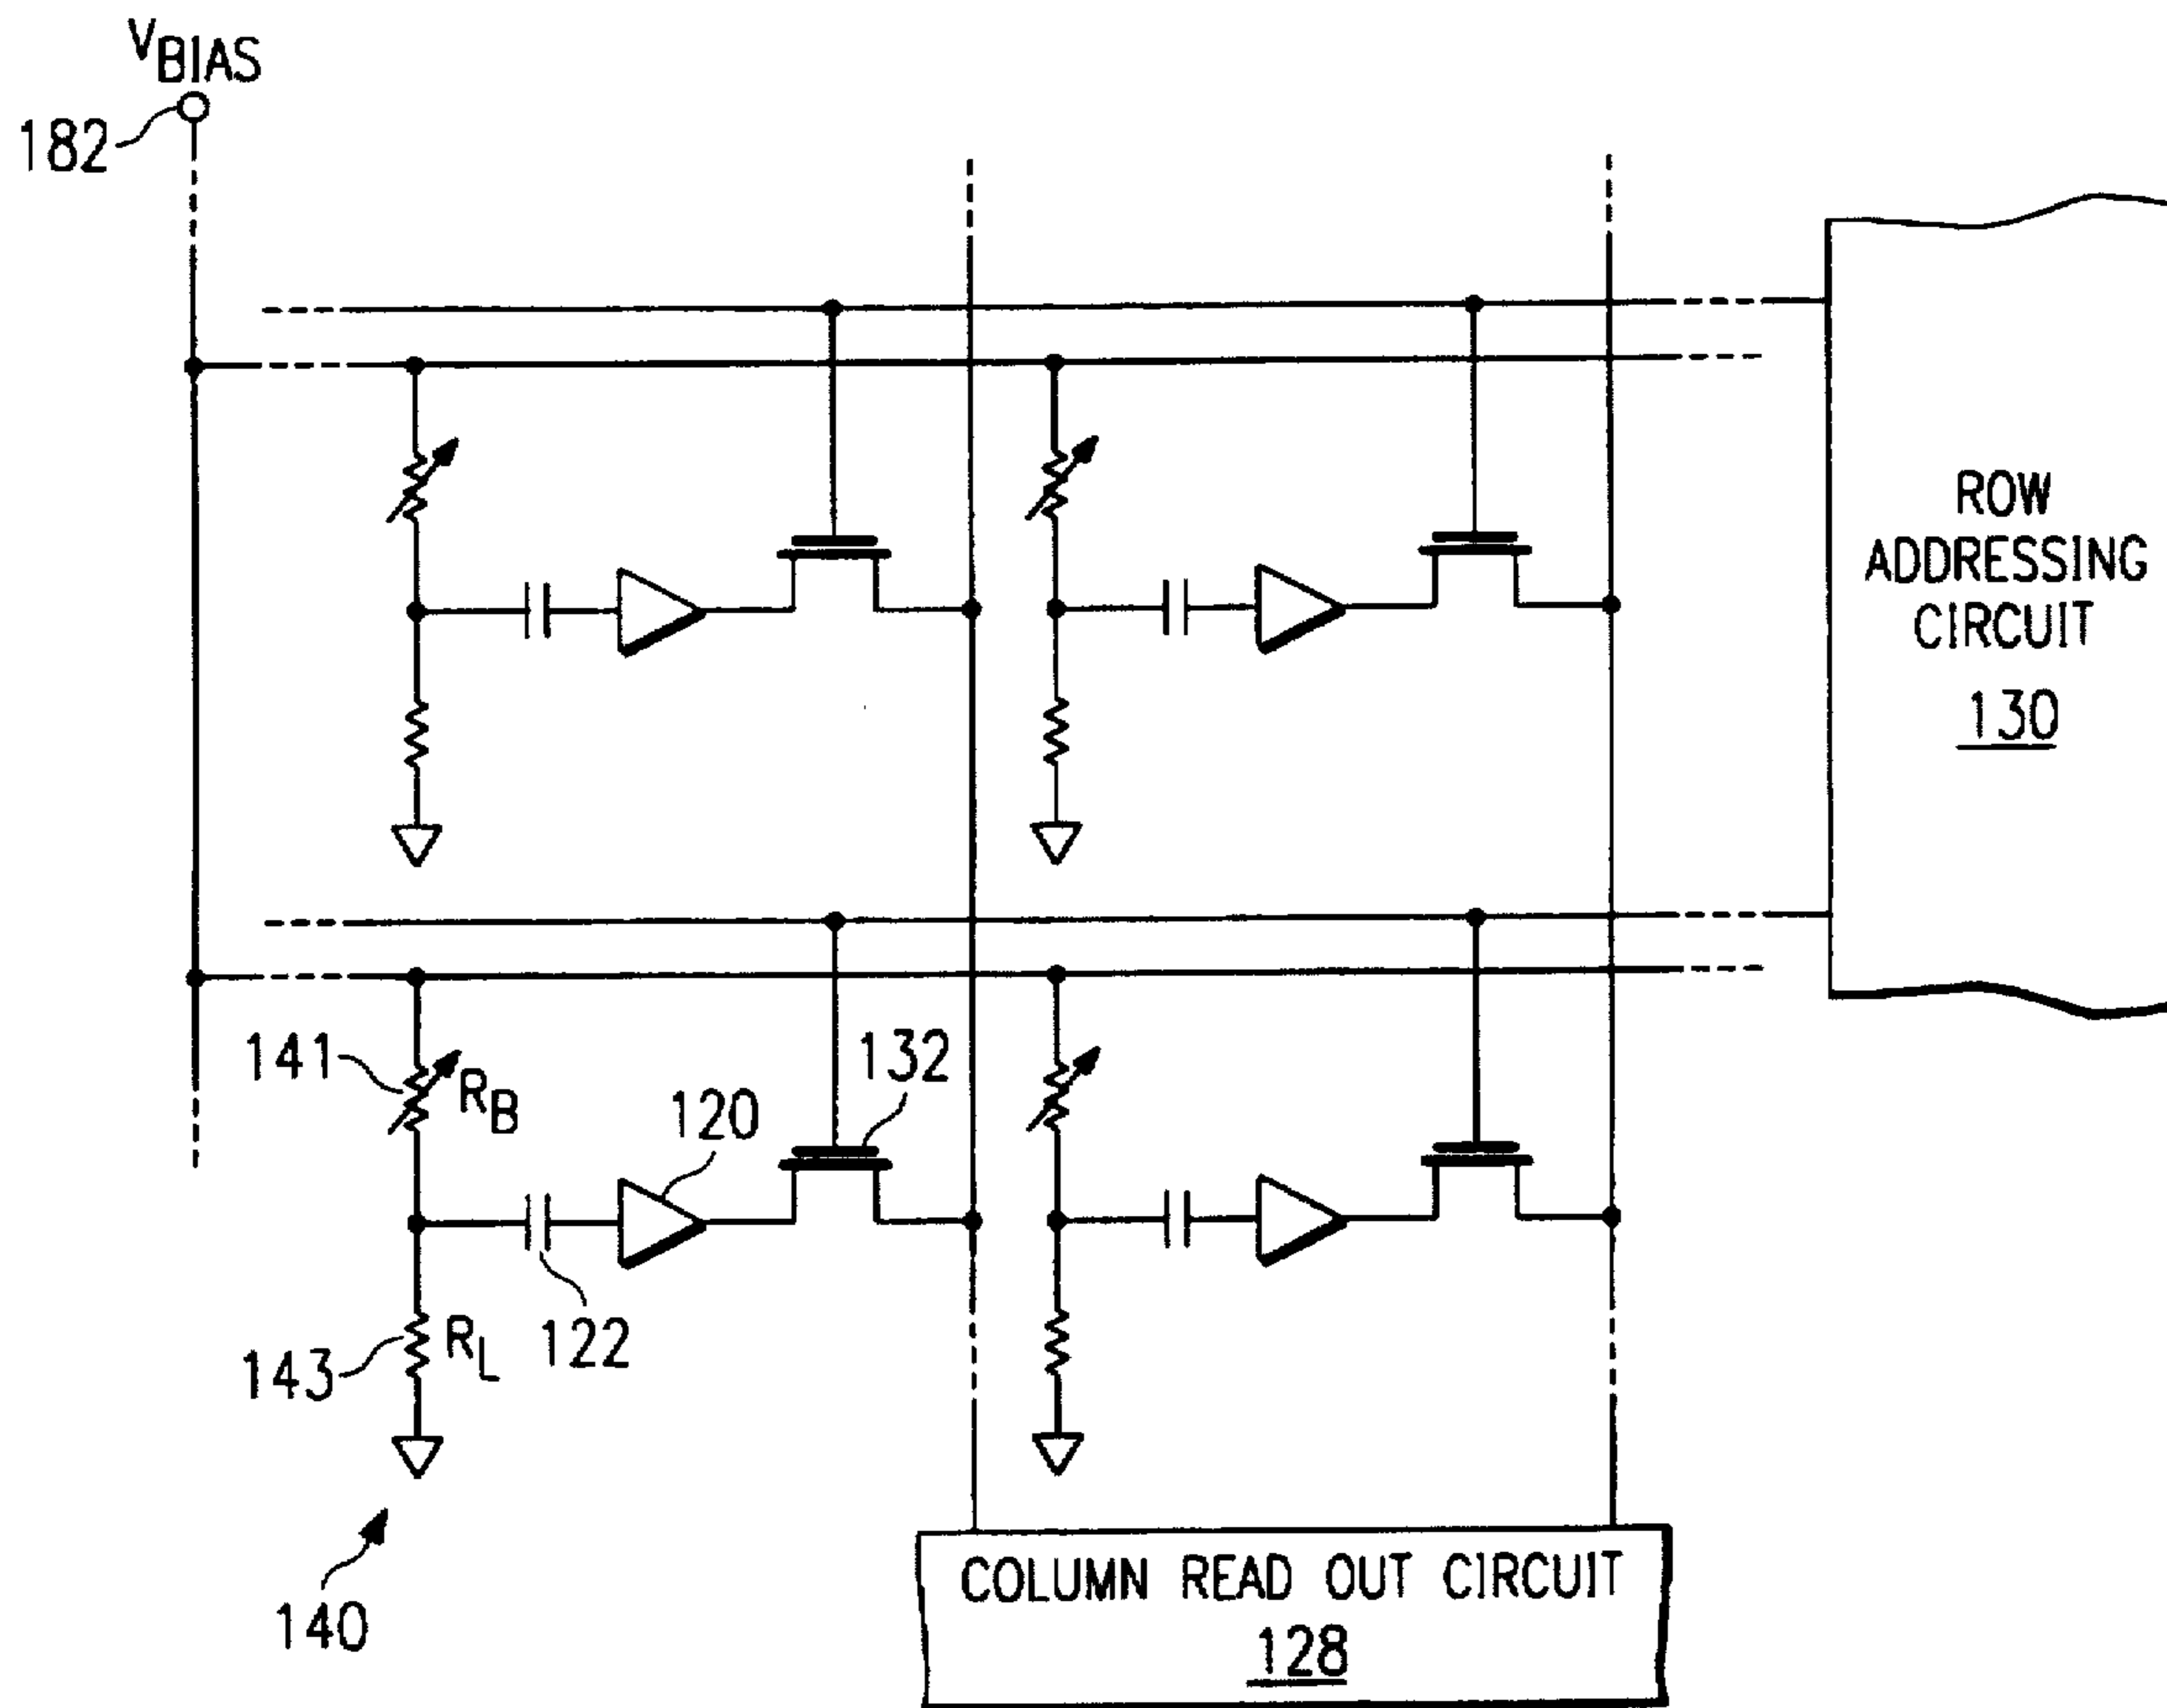 VBIAS
182
ROW
ADDRESSING
CIRCUIT
130
141
RB
120
132
143
RL
122
140
COLUMN READ OUT CIRCUIT
128